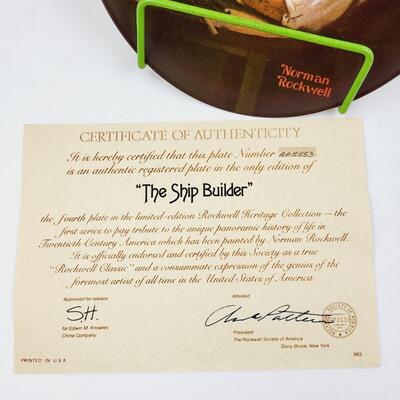 Norman
Rockwell
CERTIFICATE OF AUTHENTICITY
It is hereby certified that this plate Number
is an authentic registered plate in the only edition of
"The Ship Builder"
the fourth plate in the limited-edition Rockwell Heritage Collection — the
first series to pay tribute to the unique panoramic history of life in
Twentieth-Century America which has been painted by Norman Rockwell.
It is officially endorsed and certified by this Society as a true
"Rockwell Classic" and a consummate expression of the genius of the
foremost artist of all time in the United States of America.
Approved for release:
Attested:
S.H.
for Edwin M. Knowles
China Company
President
The Rockwell Society of America
Stony Brook, New York
PRINTED IN U.S.A.